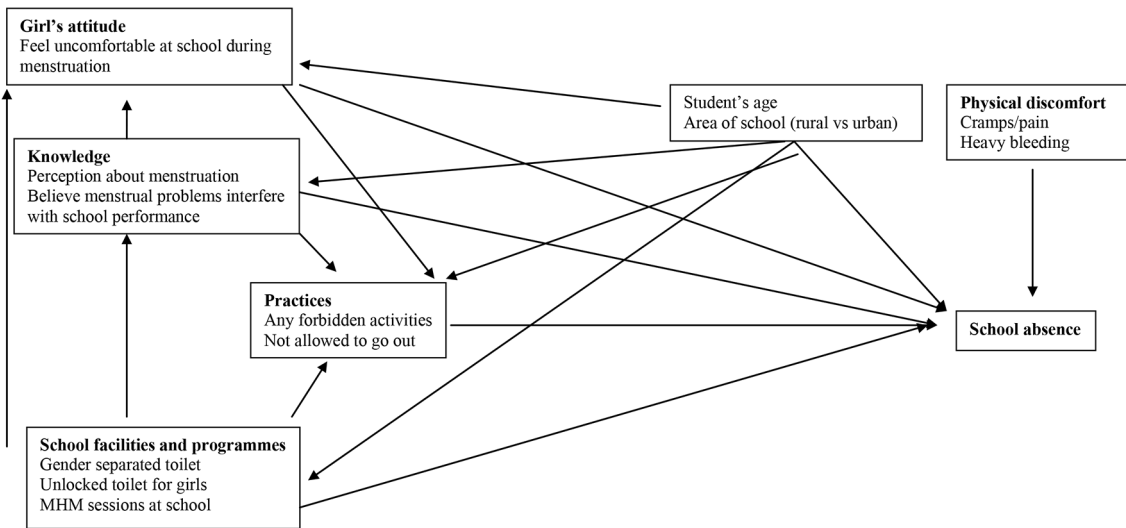 Girl's attitude
Feel uncomfortable at school during
menstruation
Student's age
Area of school (rural vs urban)
Physical discomfort
Cramps/pain
Heavy bleeding
Knowledge
Perception about menstruation
Believe menstrual problems interfere
with school performance
Practices
Any forbidden activities
Not allowed to go out
School absence
School facilities and programmes
Gender separated toilet
Unlocked toilet for girls
MHM sessions at school